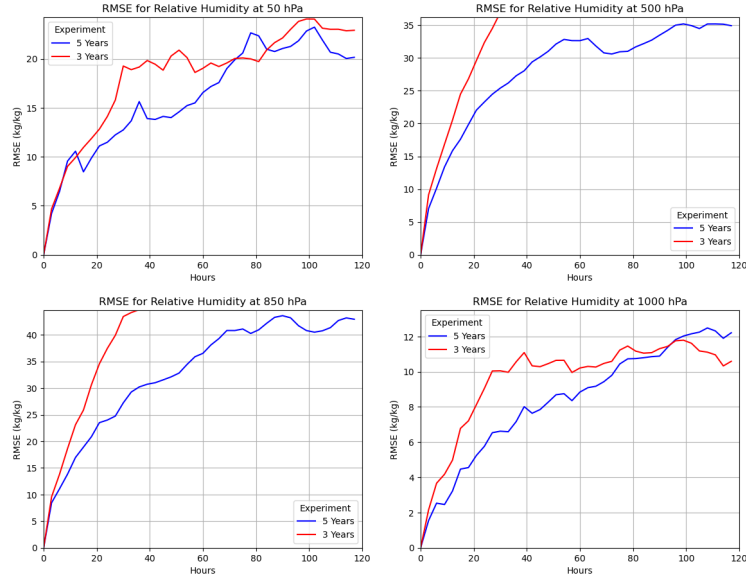 RMSE for Relative Humidity at 50 hPa
RMSE (kg/kg)
20
15
10
5
0
Experiment
5 Years
3 Years
0 20 40 60 80 100 120
Hours
RMSE for Relative Humidity at 500 hPa
RMSE (kg/kg)
35
30
25
20
15
10
5
0
Experiment
5 Years
3 Years
0 20 40 60 80 100 120
Hours
RMSE for Relative Humidity at 850 hPa
RMSE (kg/kg)
40
35
30
25
20
15
10
5
0
Experiment
5 Years
3 Years
0 20 40 60 80 100 120
Hours
RMSE for Relative Humidity at 1000 hPa
RMSE (kg/kg)
12
10
8
6
4
2
0
Experiment
5 Years
3 Years
0 20 40 60 80 100 120
Hours